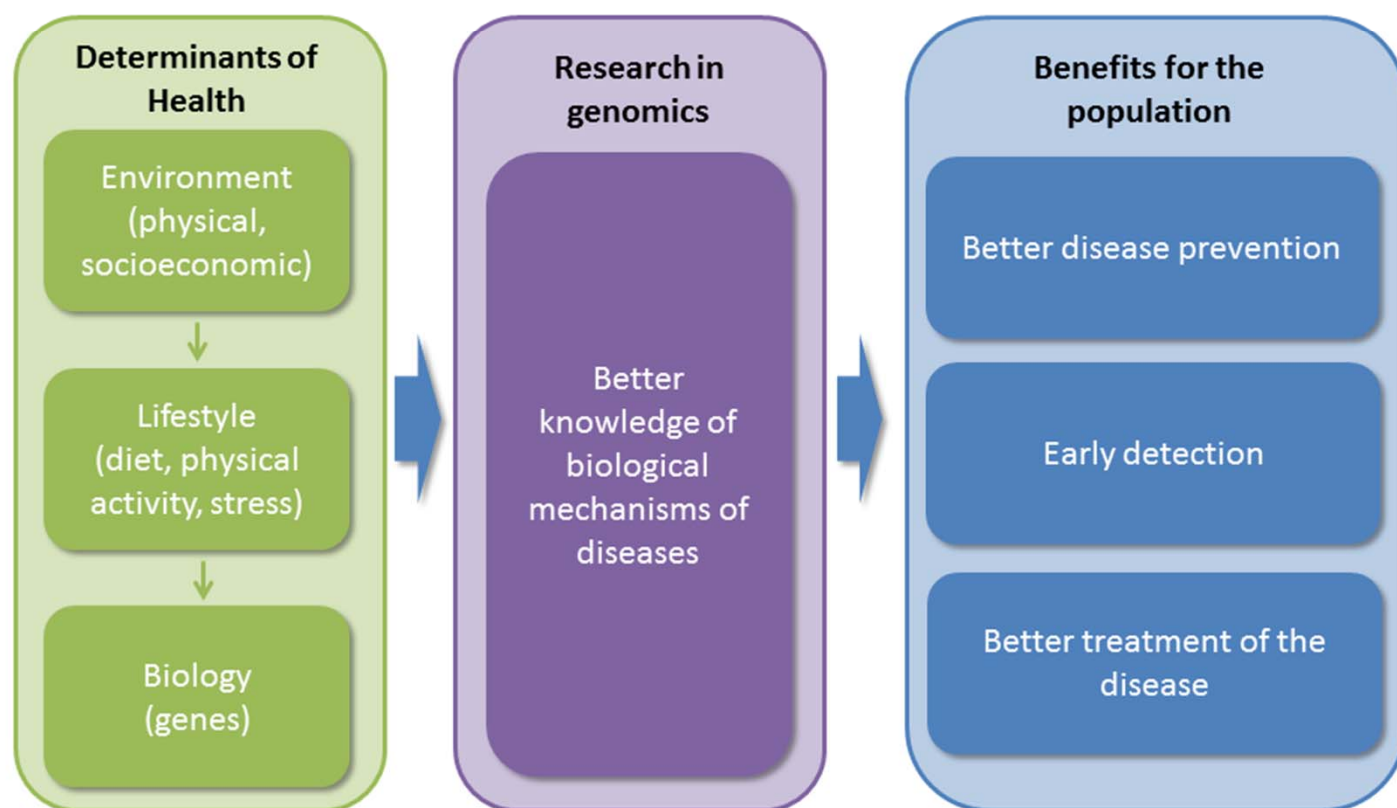 Determinants of
Health
Environment
(physical,
socioeconomic)
Lifestyle
(diet, physical
activity, stress)
Biology
(genes)
Research in
genomics
Better
knowledge of
biological
mechanisms of
diseases
Benefits for the
population
Better disease prevention
Early detection
Better treatment of the
disease